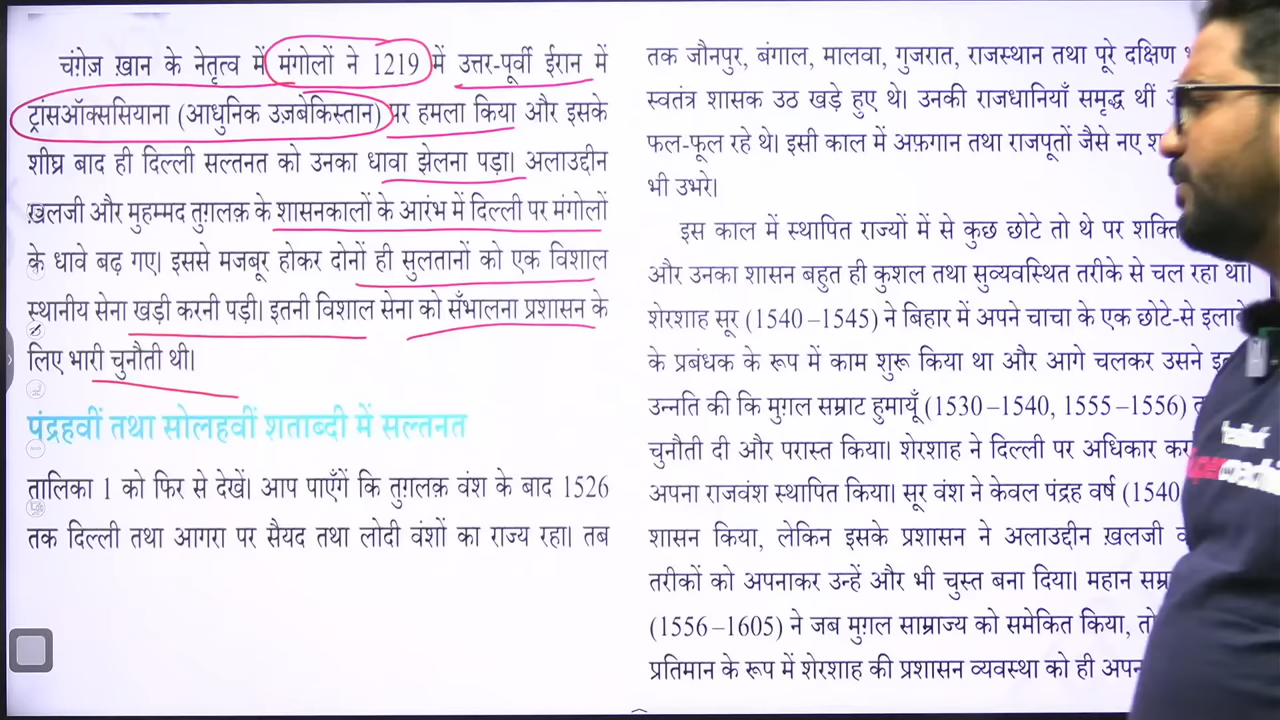 चंगेज़ ख़ान के नेतृत्व में मंगोलों ने 1219 में उत्तर-पूर्वी ईरान में
ट्रांसऑक्ससियाना (आधुनिक उज़बेकिस्तान) पर हमला किया और इसके
शीघ्र बाद ही दिल्ली सल्तनत को उनका धावा झेलना पड़ा। अलाउद्दीन
ख़लजी और मुहम्मद तुग़लक़ के शासनकालों के आरंभ में दिल्ली पर मंगोलों
के धावे बढ़ गए। इससे मजबूर होकर दोनों ही सुलतानों को एक विशाल
स्थानीय सेना खड़ी करनी पड़ी। इतनी विशाल सेना को सँभालना प्रशासन के
लिए भारी चुनौती थी।
पंद्रहवीं तथा सोलहवीं शताब्दी में सल्तनत
तालिका 1 को फिर से देखें। आप पाएँगें कि तुग़लक़ वंश के बाद 1526
तक दिल्ली तथा आगरा पर सैयद तथा लोदी वंशों का राज्य रहा। तब
तक जौनपुर, बंगाल, मालवा, गुजरात, राजस्थान तथा पूरे दक्षिण
स्वतंत्र शासक उठ खड़े हुए थे। उनकी राजधानियाँ समृद्ध थीं
फल-फूल रहे थे। इसी काल में अफ़गान तथा राजपूतों जैसे नए
भी उभरे।
इस काल में स्थापित राज्यों में से कुछ छोटे तो थे पर
और उनका शासन बहुत ही कुशल तथा सुव्यवस्थित तरीके से चल रहा था।
शेरशाह सूर (1540–1545) ने बिहार में अपने चाचा के एक छोटे-से
के प्रबंधक के रूप में काम शुरू किया था और आगे चलकर उसने
उन्नति की कि मुग़ल सम्राट हुमायूँ (1530–1540, 1555–1556)
चुनौती दी और परास्त किया। शेरशाह ने दिल्ली पर अधिकार
अपना राजवंश स्थापित किया। सूर वंश ने केवल पंद्रह वर्ष (1540
शासन किया, लेकिन इसके प्रशासन ने अलाउद्दीन ख़लजी
तरीकों को अपनाकर उन्हें और भी चुस्त बना दिया। महान
(1556–1605) ने जब मुग़ल साम्राज्य को समेकित किया,
प्रतिमान के रूप में शेरशाह की प्रशासन व्यवस्था को ही